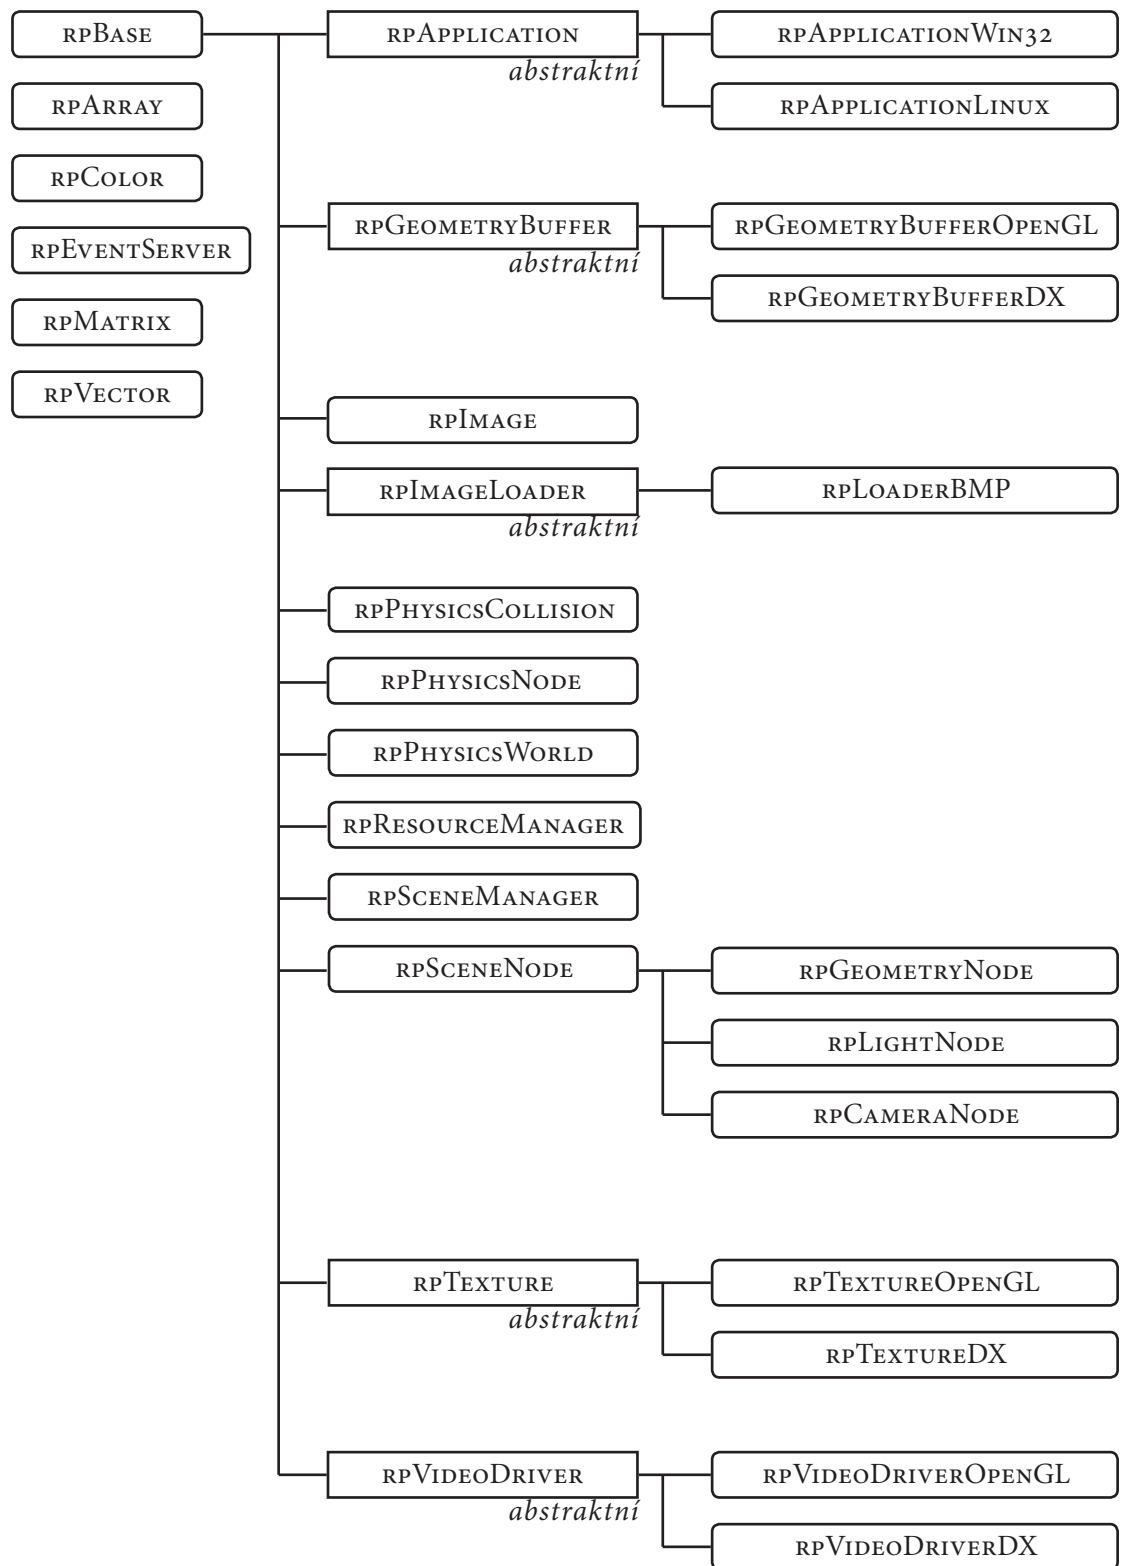 rpBase
rpArray
rpColor
rpEventServer
rpMatrix
rpVector
rpApplication
abstraktní
rpApplicationWin32
rpApplicationLinux
rpGeometryBuffer
abstraktní
rpGeometryBufferOpenGL
rpGeometryBufferDX
rpImage
rpImageLoader
abstraktní
rpLoaderBMP
rpPhysicsCollision
rpPhysicsNode
rpPhysicsWorld
rpResourceManager
rpSceneManager
rpSceneNode
rpGeometryNode
rpLightNode
rpCameraNode
rpTexture
abstraktní
rpTextureOpenGL
rpTextureDX
rpVideoDriver
abstraktní
rpVideoDriverOpenGL
rpVideoDriverDX